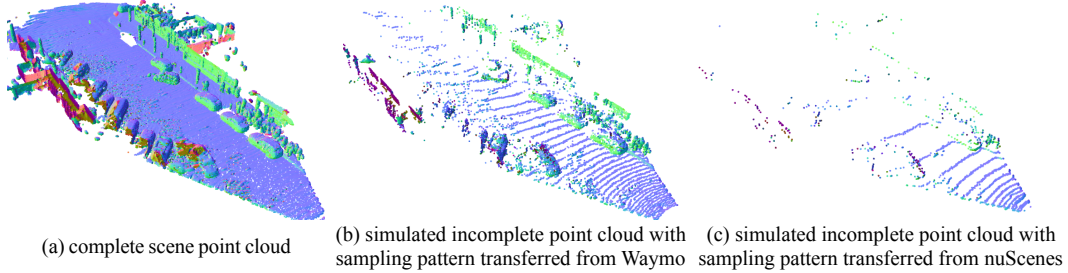 (a) complete scene point cloud
(b) simulated incomplete point cloud with
sampling pattern transferred from Waymo
(c) simulated incomplete point cloud with
sampling pattern transferred from nuScenes